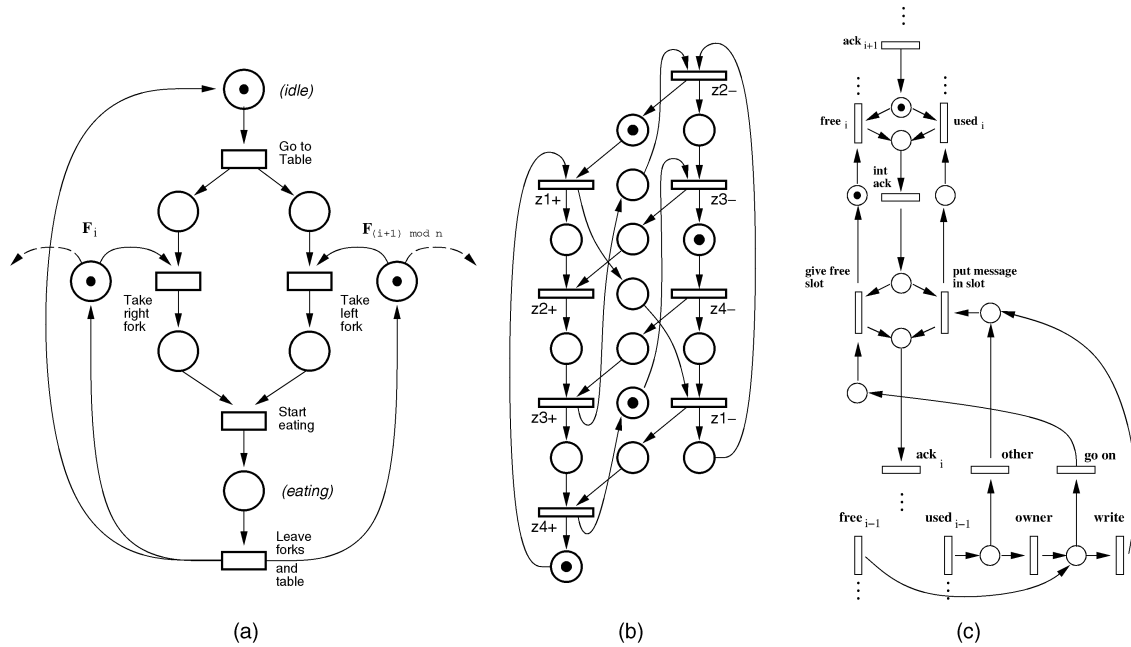 (idle)
Go to
Table
F i
F (i+1) mod n
Take
right
fork
Take
left
fork
Start
eating
(eating)
Leave
forks
and
table
(a)
z2−
z1+
z3−
z2+
z4−
z3+
z1−
z4+
(b)
ack i+1
free i
used i
int
ack
give free
slot
put message
in slot
ack i
other
go on
free i−1
used i−1
owner
write
(c)